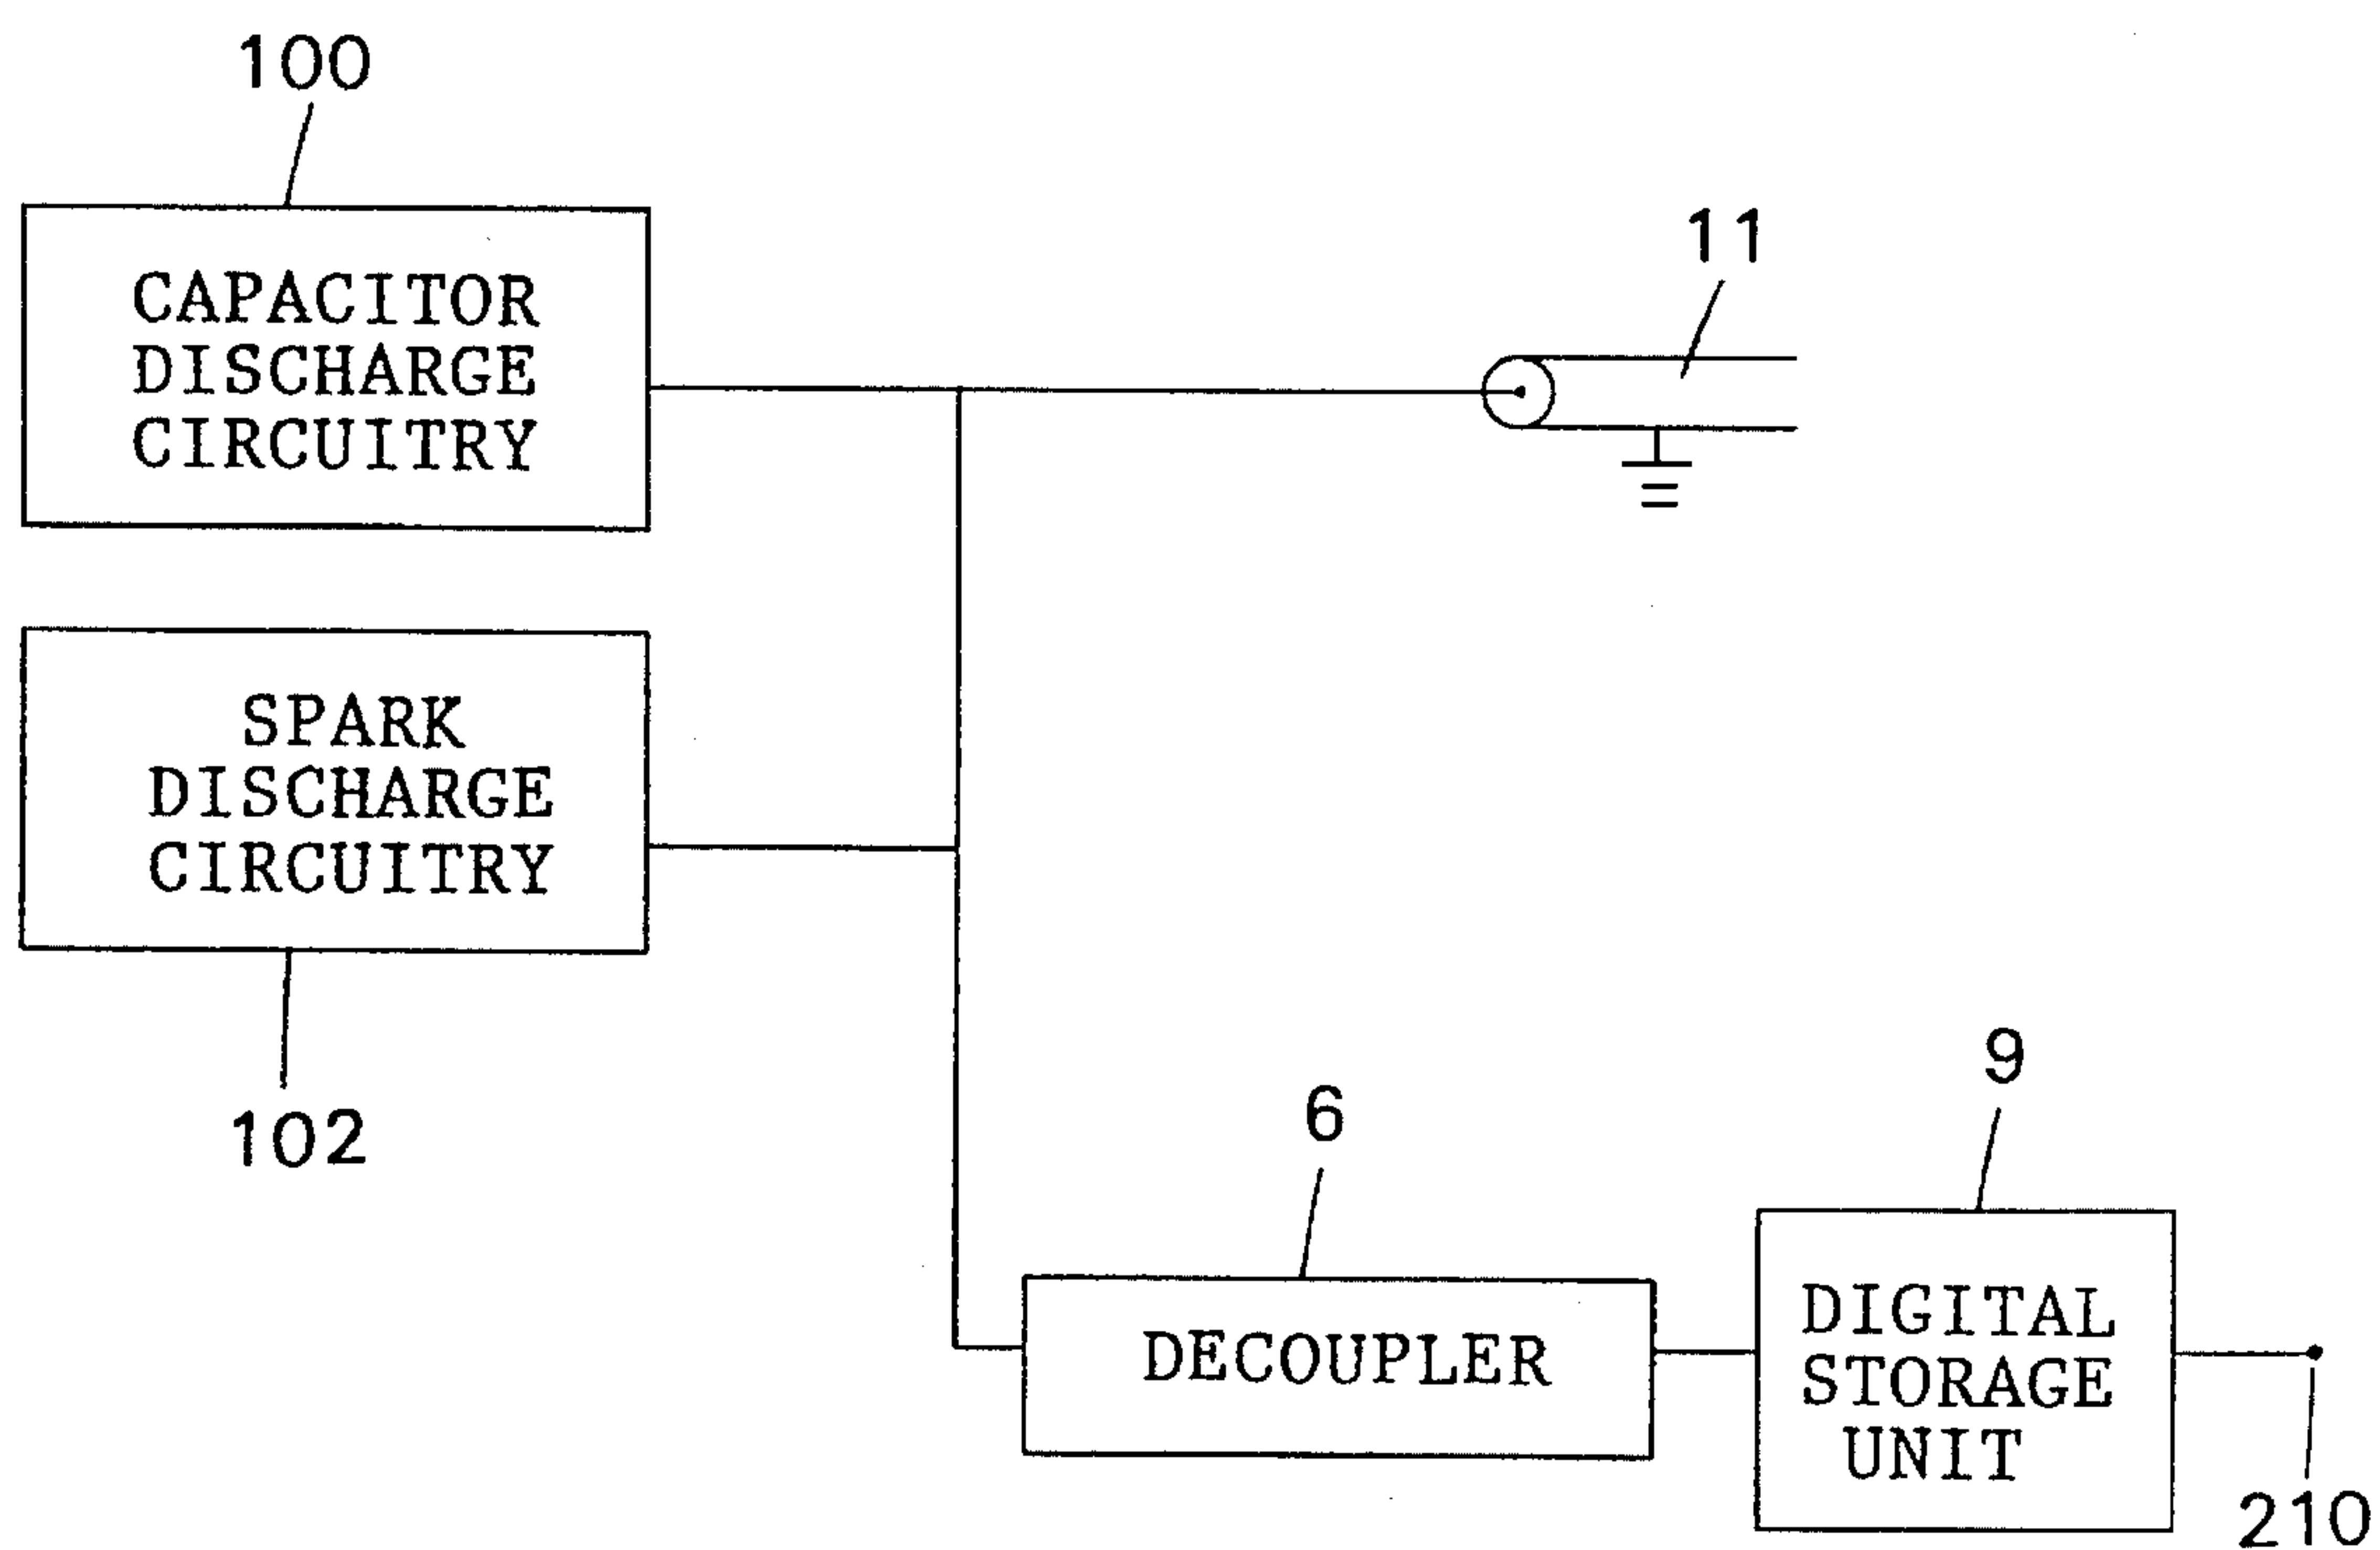 100
CAPACITOR
DISCHARGE
CIRCUITRY
11
SPARK
DISCHARGE
CIRCUITRY
102
6
DECOUPLER
9
DIGITAL
STORAGE
UNIT
210